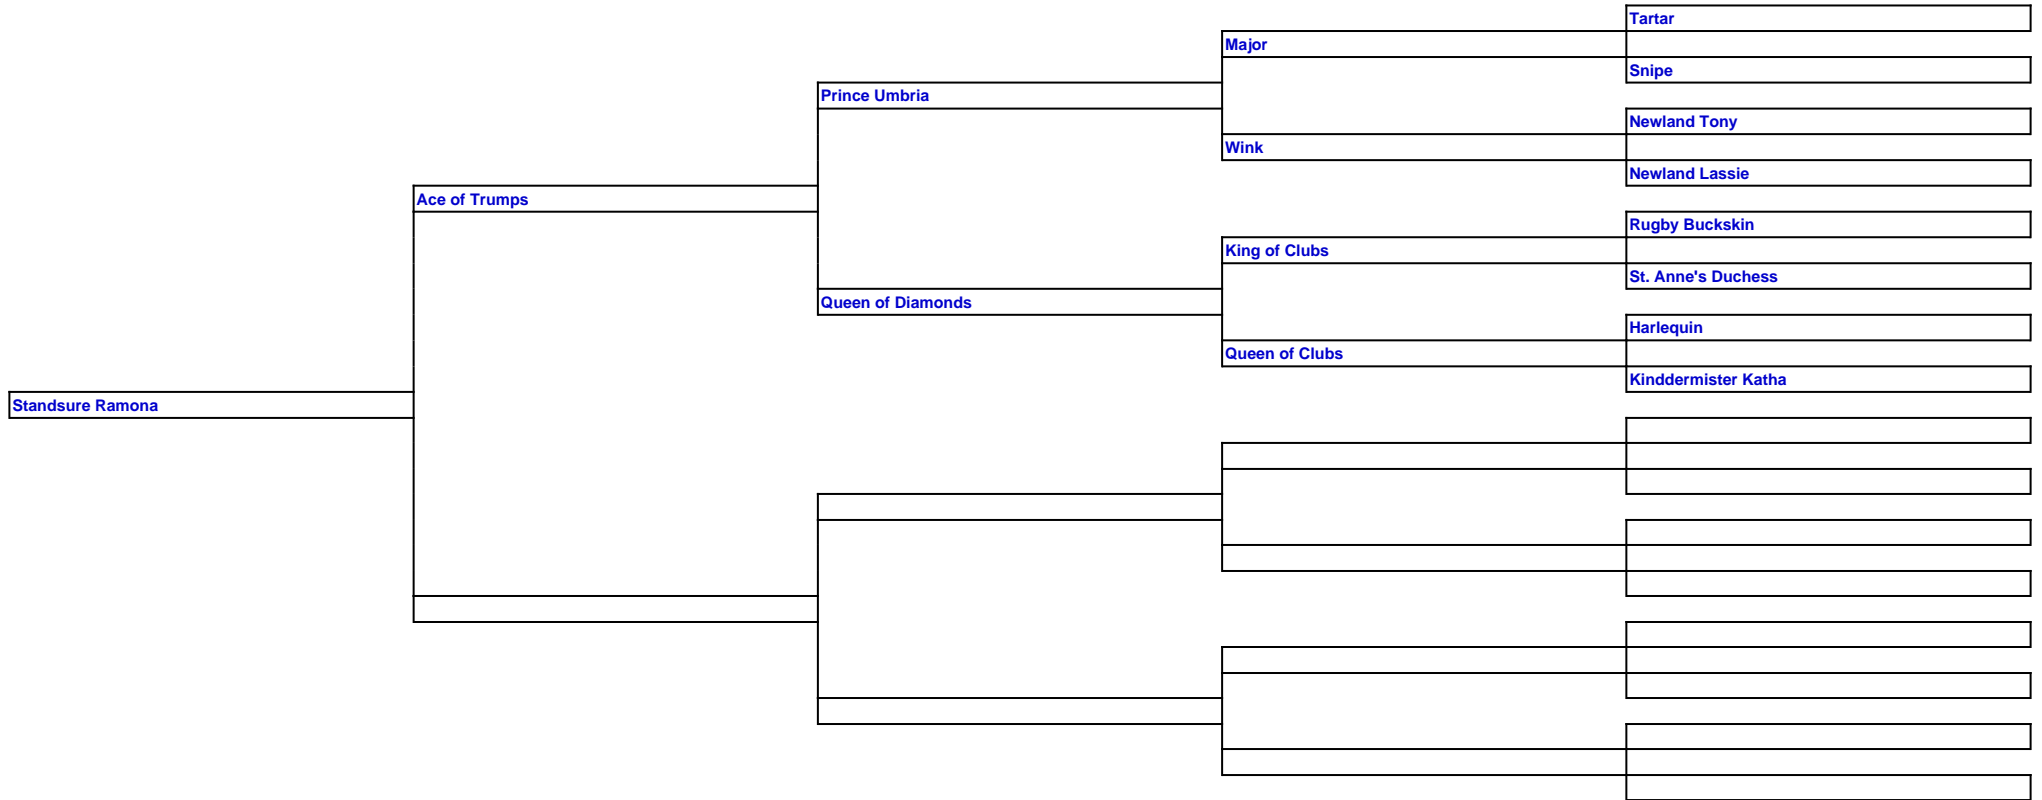 Tartar
Major
Snipe
Prince Umbria
Newland Tony
Wink
Newland Lassie
Ace of Trumps
Rugby Buckskin
King of Clubs
St. Anne's Duchess
Queen of Diamonds
Harlequin
Queen of Clubs
Kinddermister Katha
Standsure Ramona